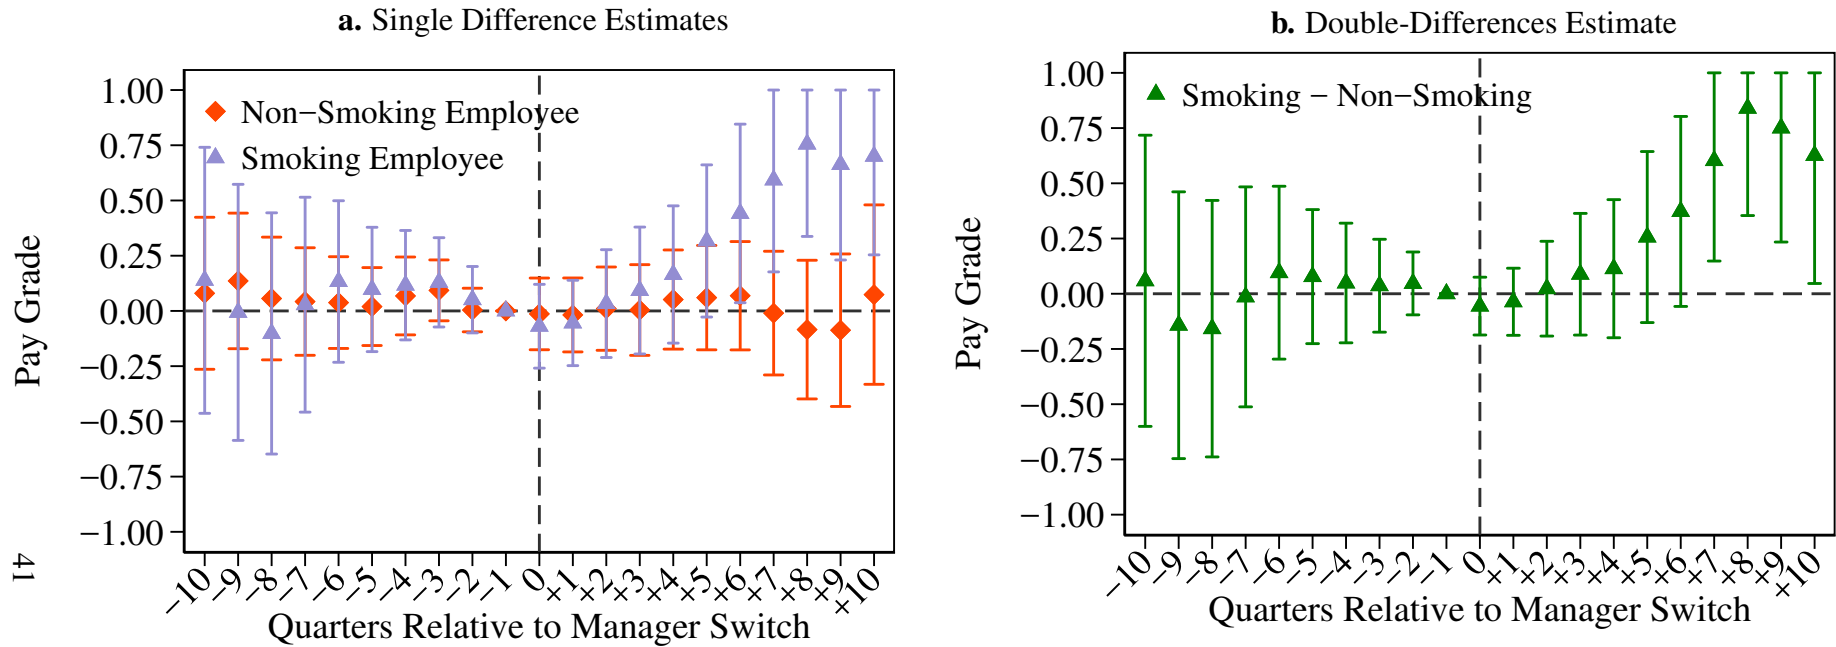 a. Single Difference Estimates
Pay Grade
1.00
0.75
0.50
0.25
0.00
−0.25
−0.50
−0.75
−1.00
Non−Smoking Employee
Smoking Employee
−10 −9 −8 −7 −6 −5 −4 −3 −2 −1 0 +1 +2 +3 +4 +5 +6 +7 +8 +9 +10
Quarters Relative to Manager Switch
b. Double-Differences Estimate
Pay Grade
1.00
0.75
0.50
0.25
0.00
−0.25
−0.50
−0.75
−1.00
Smoking − Non−Smoking
−10 −9 −8 −7 −6 −5 −4 −3 −2 −1 0 +1 +2 +3 +4 +5 +6 +7 +8 +9 +10
Quarters Relative to Manager Switch
41